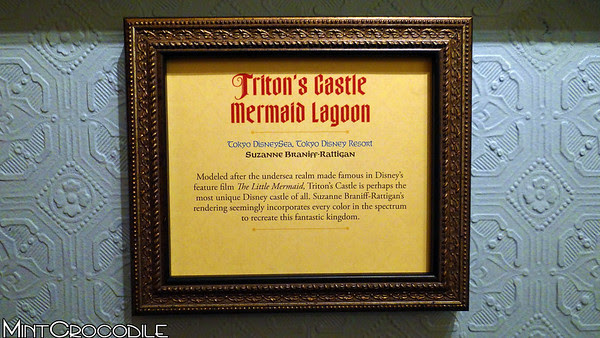 Triton's Castle
Mermaid Lagoon
Tokyo DisneySea, Tokyo Disney Resort
Suzanne Braniff-Rattigan
Modeled after the undersea realm made famous in Disney's
feature film The Little Mermaid, Triton's Castle is perhaps the
most unique Disney castle of all. Suzanne Braniff-Rattigan's
rendering seemingly incorporates every color in the spectrum
to recreate this fantastic kingdom.
MintCrocodile